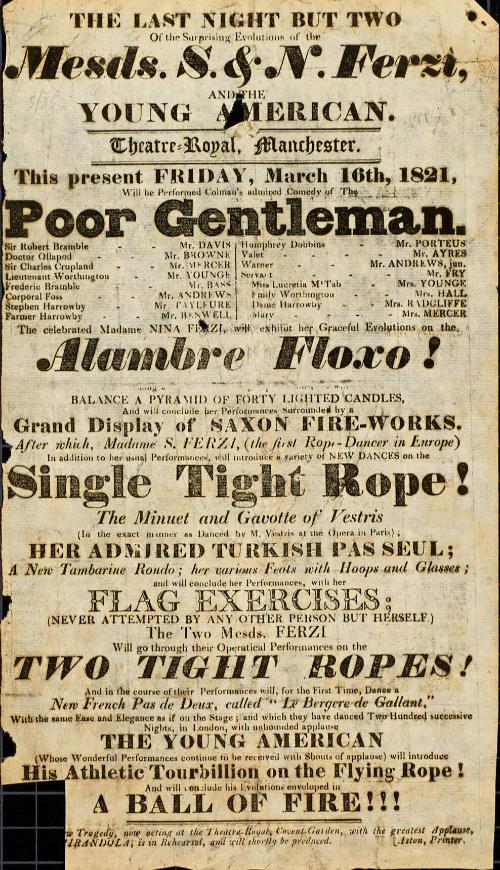 THE LAST NIGHT BUT TWO
Of the Surprising Evolutions of the
Mesds. S. & N. Ferzi,
AND THE
YOUNG AMERICAN.
Theatre-Royal, Manchester.
This present FRIDAY, March 16th, 1821,
Will be Performed Colman's admired Comedy of The
Poor Gentleman.
Sir Robert Bramble - Mr. DAVIS
Doctor Ollapod - Mr. BROWNE
Sir Charles Cropland - Mr. MERCER
Lieutenant Worthington Mr. YOUNGE
Frederic Bramble - Mr. BASS
Corporal Foss - Mr. ANDREWS
Stephen Harrowby - Mr. TAYLEURE
Farmer Harrowby - Mr. BENWELL
Humphrey Dobbins - Mr. PORTEUS
Valet - Mr. AYRES
Warner - Mr. ANDREWS, jun.
Servant - Mr. FRY
Miss Lucretia M'Tab - Mrs. YOUNGE
Emily Worthington - Mrs. HALL
Dame Harrowby - Mrs. RADCLIFFE
Mary - Mrs. MERCER
The celebrated Madame NINA FERZI, will exhibit her Graceful Evolutions on the,
Alambre Floxo!
BALANCE A PYRAMID OF FORTY LIGHTED CANDLES,
And will conclude her Performances Surrounded by a
Grand Display of SAXON FIRE-WORKS.
After which, Madame S. FERZI, (the first Rope-Dancer in Europe)
In addition to her usual Performances, will introduce a variety of NEW DANCES on the
Single Tight Rope!
The Minuet and Gavotte of Vestris
(In the exact manner as Danced by M. Vestris at the Opera in Paris);
HER ADMIRED TURKISH PAS SEUL;
A New Tambarine Rondo; her various Feats with Hoops and Glasses;
and will conclude her Performances, with her
FLAG EXERCISES;
(NEVER ATTEMPTED BY ANY OTHER PERSON BUT HERSELF.)
The Two Mesds. FERZI
Will go through their Operatical Performances on the
TWO TIGHT ROPES!
And in the course of their Performances will, for the First Time, Dance a
New French Pas de Deux, called "Le Bergere de Gallant,"
With the same Ease and Elegance as if on the Stage; and which they have danced Two Hundred successive
Nights, in London, with unbounded applause
THE YOUNG AMERICAN
(Whose Wonderful Performances continue to be received with Shouts of applause) will introduce
His Athletic Tourbillion on the Flying Rope!
And will conclude his Evolutions enveloped in
A BALL OF FIRE!!!
w Tragedy, now acting at the Theatre-Royal, Covent-Garden, with the greatest Applause,
IRANDOLA, is in Rehearsal, and will shortly be produced. [Aston, Printer.